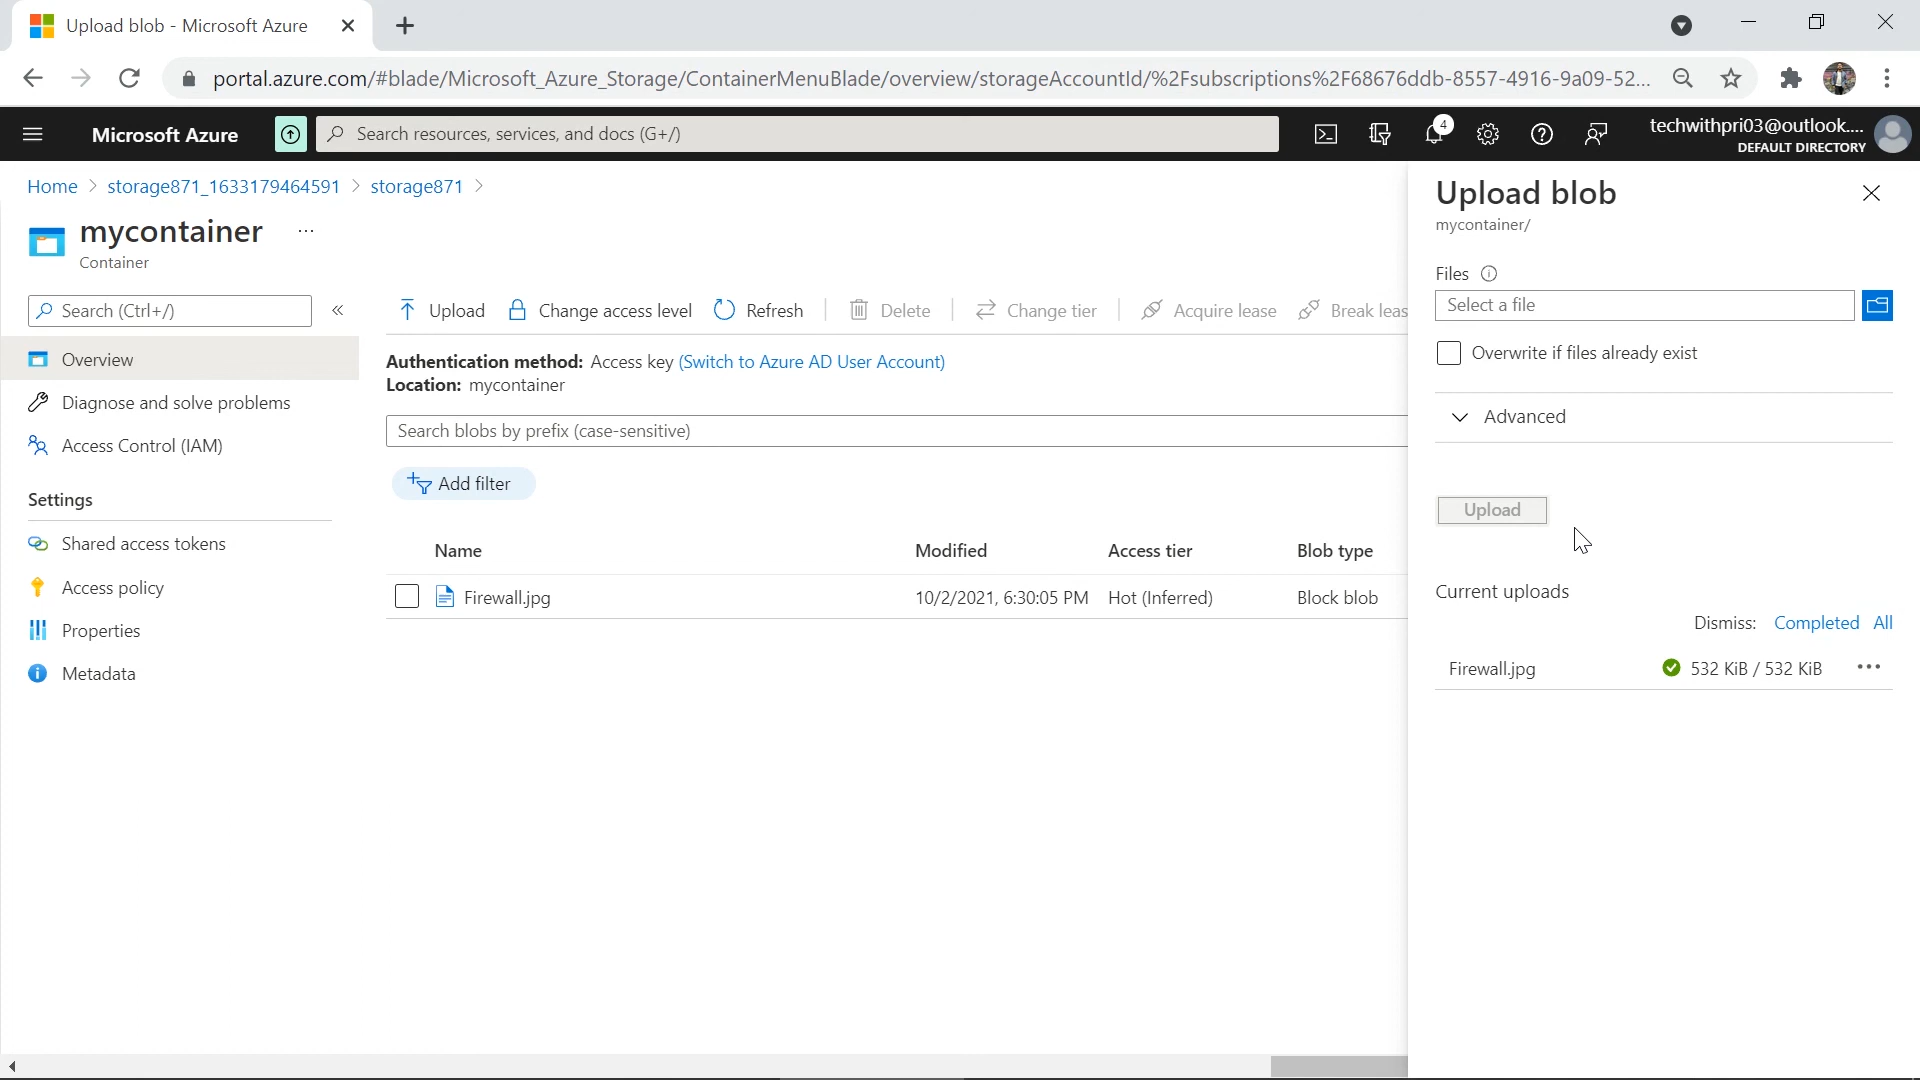 Upload blob - Microsoft Azure
portal.azure.com/#blade/Microsoft_Azure_Storage/ContainerMenuBlade/overview/storageAccountId/%2Fsubscriptions%2F68676ddb-8557-4916-9a09-52...
Microsoft Azure
Search resources, services, and docs (G+/)
4
techwithpri03@outlook....
DEFAULT DIRECTORY
Home > storage871_1633179464591 > storage871 >
mycontainer ...
Container
Search (Ctrl+/)
«
Overview
Diagnose and solve problems
Access Control (IAM)
Settings
Shared access tokens
Access policy
Properties
Metadata
Upload
Change access level
Refresh
Delete
Change tier
Acquire lease
Break leas
Authentication method: Access key (Switch to Azure AD User Account)
Location: mycontainer
Search blobs by prefix (case-sensitive)
Add filter
Name Modified Access tier Blob type
Firewall.jpg 10/2/2021, 6:30:05 PM Hot (Inferred) Block blob
Upload blob
mycontainer/
Files
Select a file
Overwrite if files already exist
Advanced
Upload
Current uploads
Dismiss: Completed All
Firewall.jpg 532 KiB / 532 KiB ...